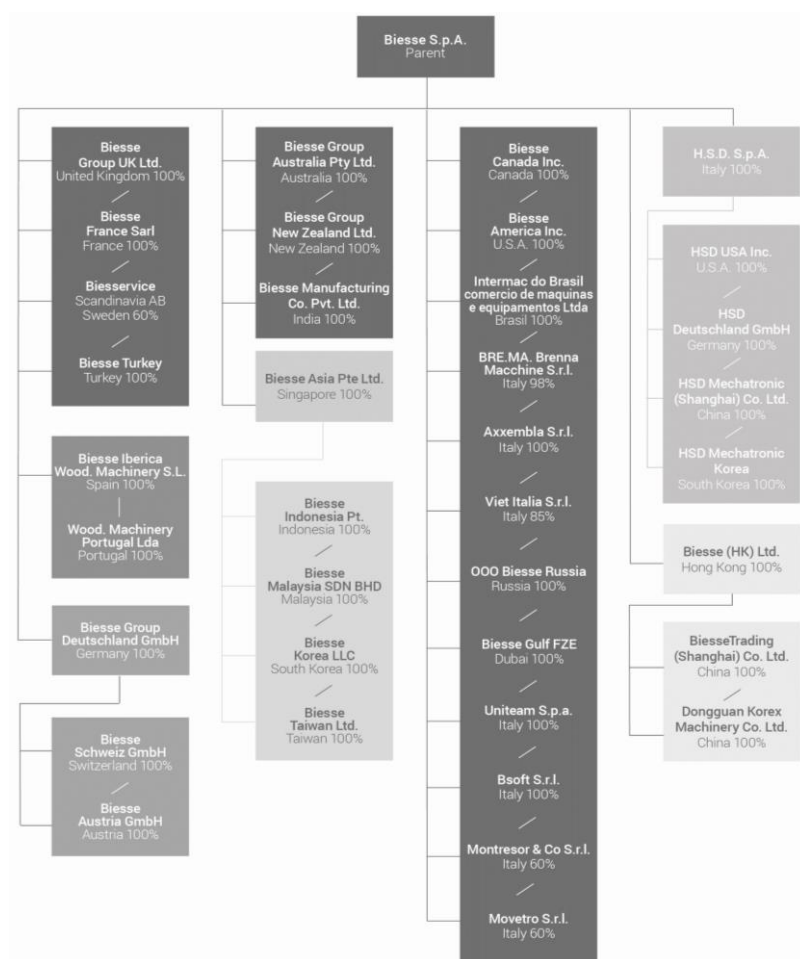 Biesse S.p.A.
Parent
Biesse
Group UK Ltd.
United Kingdom 100%
Biesse
France Sarl
France 100%
Biesservice
Scandinavia AB
Sweden 60%
Biesse Turkey
Turkey 100%
Biesse Iberica
Wood. Machinery S.L.
Spain 100%
Wood. Machinery
Portugal Lda
Portugal 100%
Biesse Group
Deutschland GmbH
Germany 100%
Biesse
Schweiz GmbH
Switzerland 100%
Biesse
Austria GmbH
Austria 100%
Biesse Group
Australia Pty Ltd.
Australia 100%
Biesse Group
New Zealand Ltd.
New Zealand 100%
Biesse Manufacturing
Co. Pvt. Ltd.
India 100%
Biesse Asia Pte Ltd.
Singapore 100%
Biesse
Indonesia Pt.
Indonesia 100%
Biesse
Malaysia SDN BHD
Malaysia 100%
Biesse
Korea LLC
South Korea 100%
Biesse
Taiwan Ltd.
Taiwan 100%
Biesse
Canada Inc.
Canada 100%
Biesse
America Inc.
U.S.A. 100%
Intermac do Brasil
comercio de maquinas
e equipamentos Ltda
Brasil 100%
BRE.MA. Brenna
Macchine S.r.l.
Italy 98%
Axxembla S.r.l.
Italy 100%
Viet Italia S.r.l.
Italy 85%
OOO Biesse Russia
Russia 100%
Biesse Gulf FZE
Dubai 100%
Uniteam S.p.a.
Italy 100%
Bsoft S.r.l.
Italy 100%
Montresor & Co S.r.l.
Italy 60%
Movetro S.r.l.
Italy 60%
H.S.D. S.p.A.
Italy 100%
HSD USA Inc.
U.S.A. 100%
HSD
Deutschland GmbH
Germany 100%
HSD Mechatronic
(Shanghai) Co. Ltd.
China 100%
HSD Mechatronic
Korea
South Korea 100%
Biesse (HK) Ltd.
Hong Kong 100%
BiesseTrading
(Shanghai) Co. Ltd.
China 100%
Dongguan Korex
Machinery Co. Ltd.
China 100%